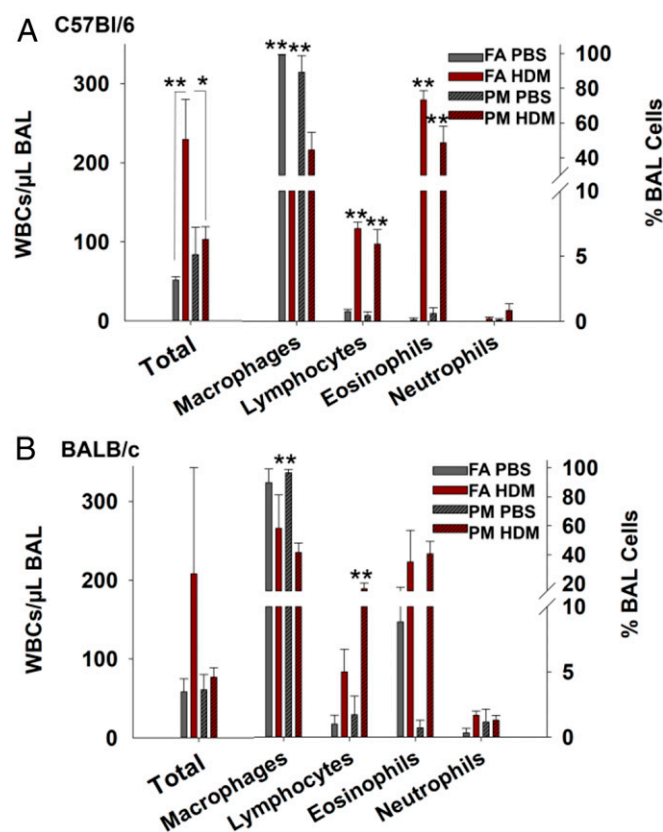 A
C57Bl/6
WBCs/µL BAL
300
200
100
0
** *
** **
** **
** **
FA PBS
FA HDM
PM PBS
PM HDM
100
80
60
40
10
5
0
% BAL Cells
Total
Macrophages
Lymphocytes
Eosinophils
Neutrophils
B
BALB/c
WBCs/µL BAL
300
200
100
0
**
**
FA PBS
FA HDM
PM PBS
PM HDM
100
80
60
40
20
10
5
0
% BAL Cells
Total
Macrophages
Lymphocytes
Eosinophils
Neutrophils